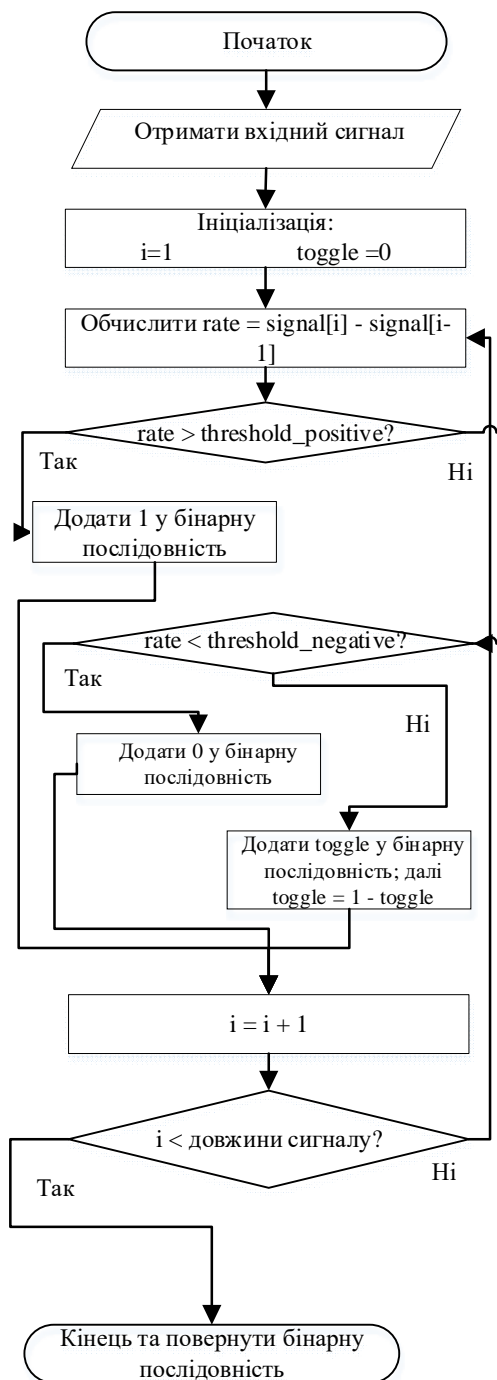 Початок
Отримати вхідний сигнал
Ініціалізація:
i=1 toggle =0
Обчислити rate = signal[i] - signal[i-
1]
rate > threshold_positive?
Так
Ні
Додати 1 у бінарну
послідовність
rate < threshold_negative?
Так
Ні
Додати 0 у бінарну
послідовність
Додати toggle у бінарну
послідовність; далі
toggle = 1 - toggle
i = i + 1
i < довжини сигналу?
Так
Ні
Кінець та повернути бінарну
послідовність